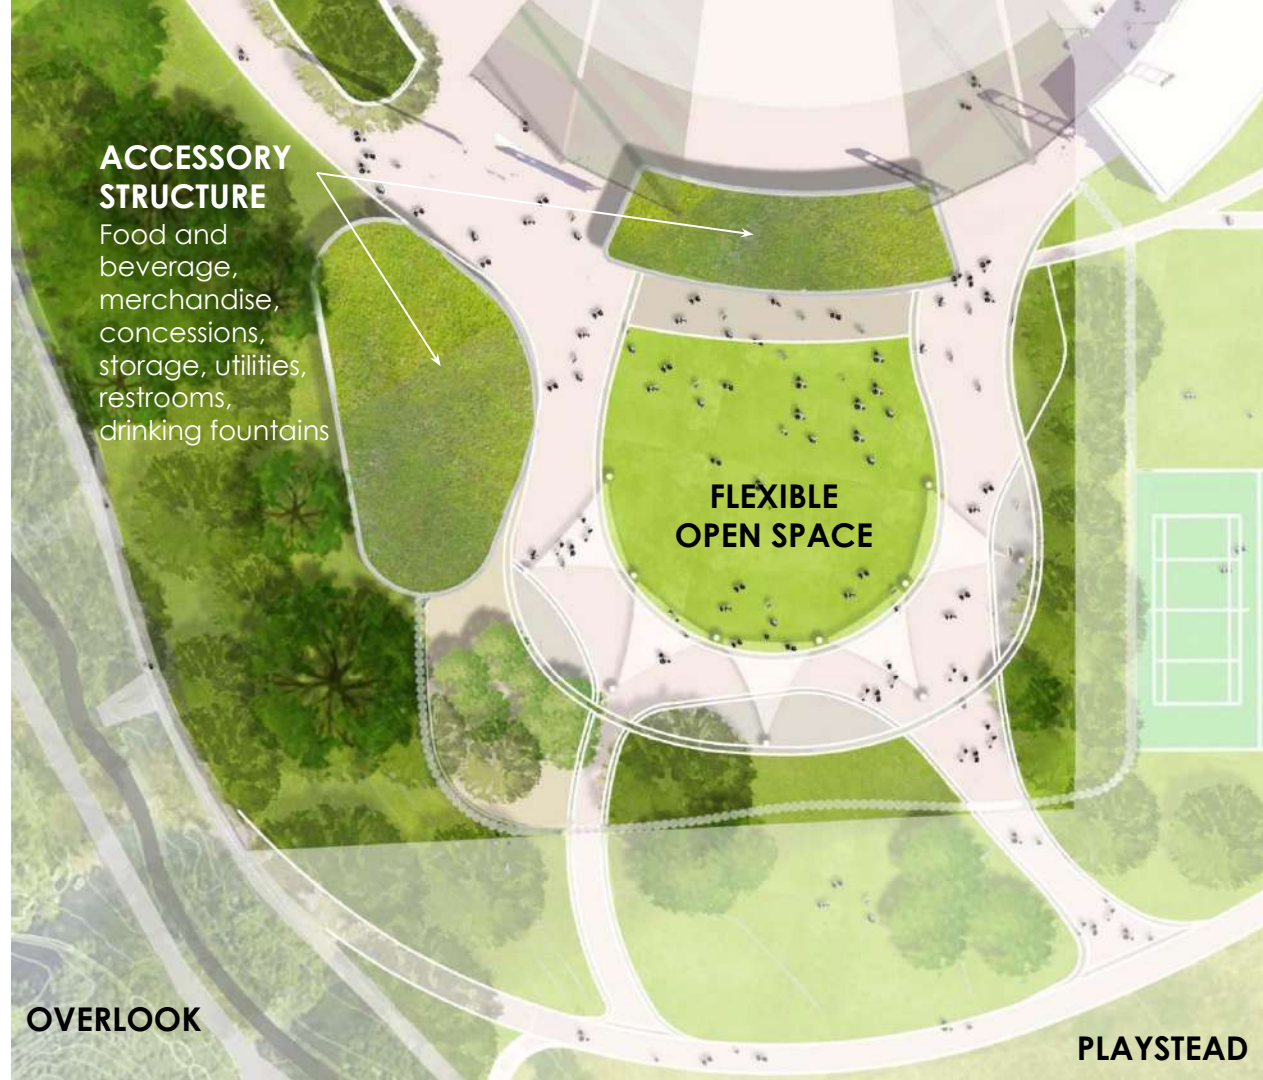 ACCESSORY
STRUCTURE
Food and
beverage,
merchandise,
concessions,
storage, utilities,
restrooms,
drinking fountains
FLEXIBLE
OPEN SPACE
OVERLOOK
PLAYSTEAD